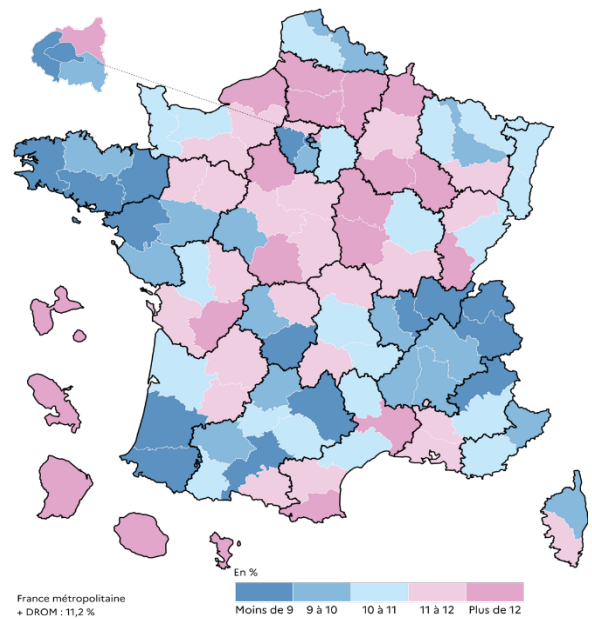 En %
France métropolitaine
+ DROM : 11,2 %
Moins de 9 9 à 10 10 à 11 11 à 12 Plus de 12